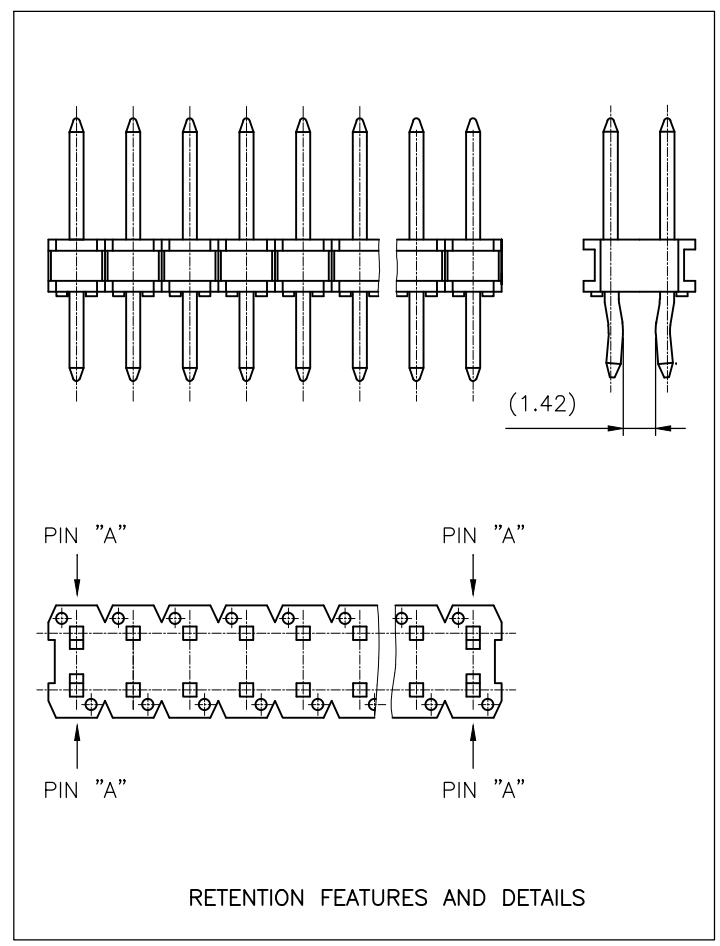 (1.42)
PIN "A" PIN "A"
PIN "A" PIN "A"
RETENTION FEATURES AND DETAILS